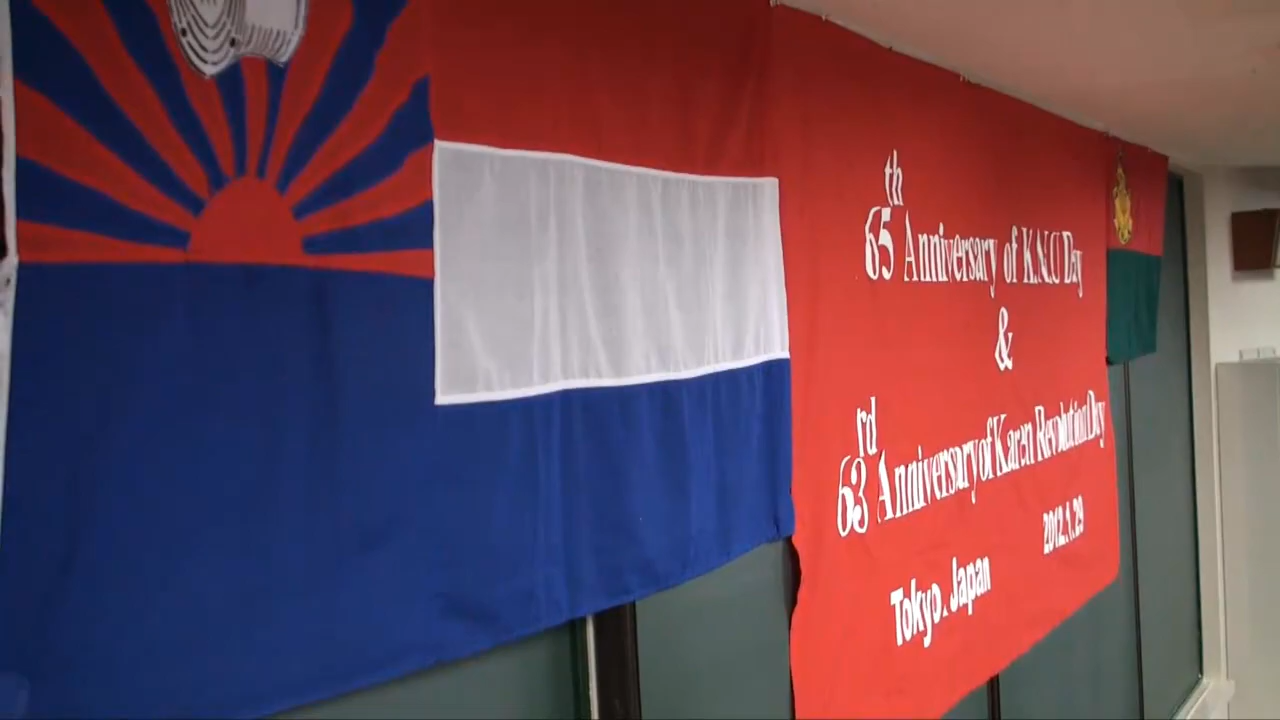 65th Anniversary of K.N.U Day
&
63rd Anniversary of Karen Revolution Day
2012.1.29
Tokyo. Japan